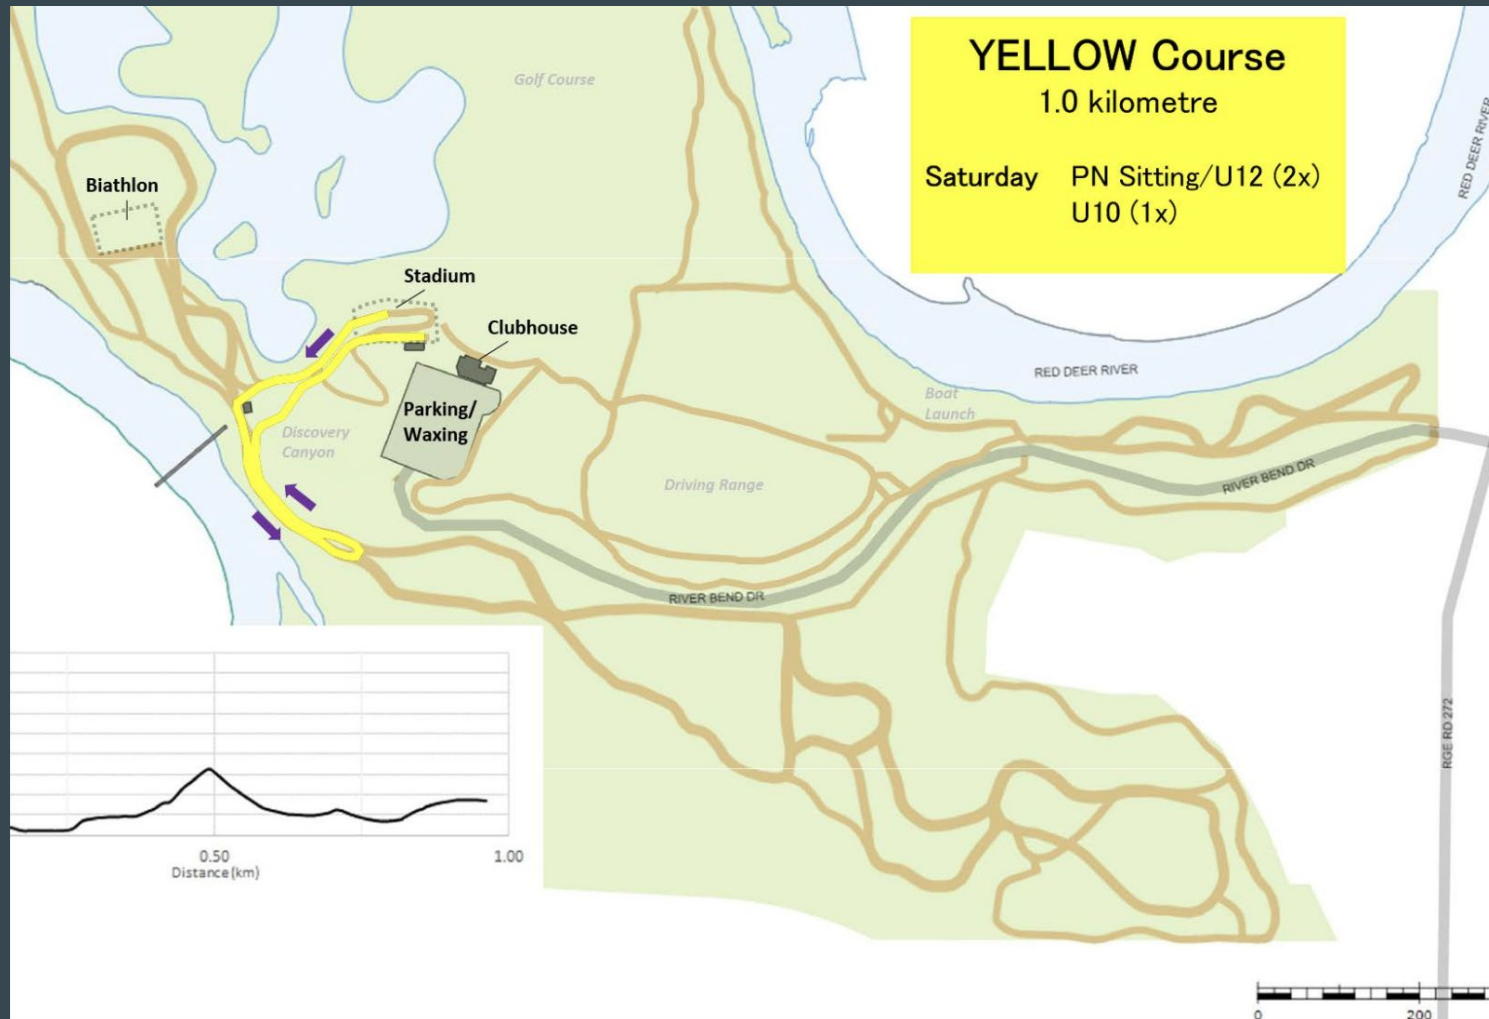 YELLOW Course
1.0 kilometre
Saturday PN Sitting/U12 (2x)
U10 (1x)
Golf Course
RED DEER RIVER
Biathlon
Stadium
Clubhouse
RED DEER RIVER
Boat
Launch
Parking/
Waxing
Discovery
Canyon
Driving Range
RIVER BEND DR
RIVER BEND DR
RGE RD 272
0.50
1.00
Distance (km)
0
200